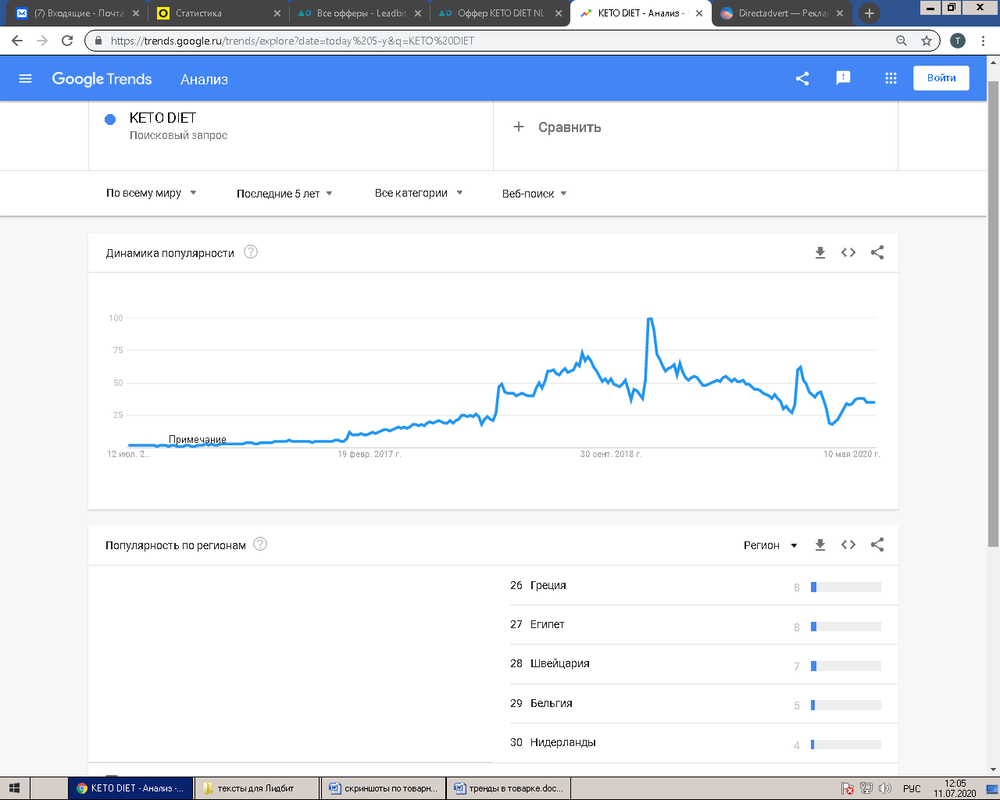 (7) Входящие - Почта
Статистика
Все офферы - Leadbit
Оффер KETO DIET NL
KETO DIET - Анализ -
Directadvert — Рекла
https://trends.google.ru/trends/explore?date=today%205-y&q=KETO%20DIET
T
Google Trends
Анализ
Войти
KETO DIET
Поисковый запрос
+ Сравнить
По всему миру
Последние 5 лет
Все категории
Веб-поиск
Динамика популярности
100
75
50
25
Примечание
12 июл. 2...
19 февр. 2017 г.
30 сент. 2018 г.
10 мая 2020 г.
Популярность по регионам
Регион
26 Греция 8
27 Египет 8
28 Швейцария 7
29 Бельгия 5
30 Нидерланды 4
KETO DIET - Анализ -...
тексты для Лидбит
скриншоты по товарн...
тренды в товарке.doc...
РУС
12:05
11.07.2020